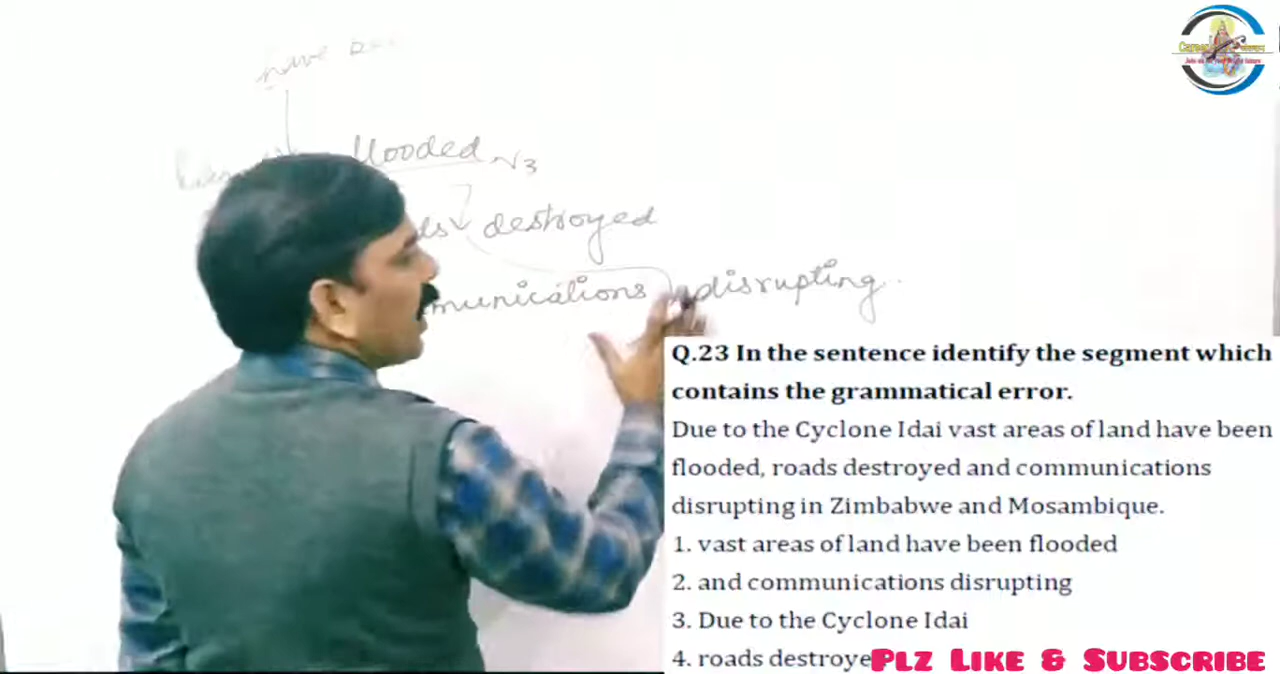 have
flooded V3
destroyed
munications disrupting
Q.23 In the sentence identify the segment which
contains the grammatical error.
Due to the Cyclone Idai vast areas of land have been
flooded, roads destroyed and communications
disrupting in Zimbabwe and Mosambique.
1. vast areas of land have been flooded
2. and communications disrupting
3. Due to the Cyclone Idai
4. roads destroye
Plz Like & Subscribe